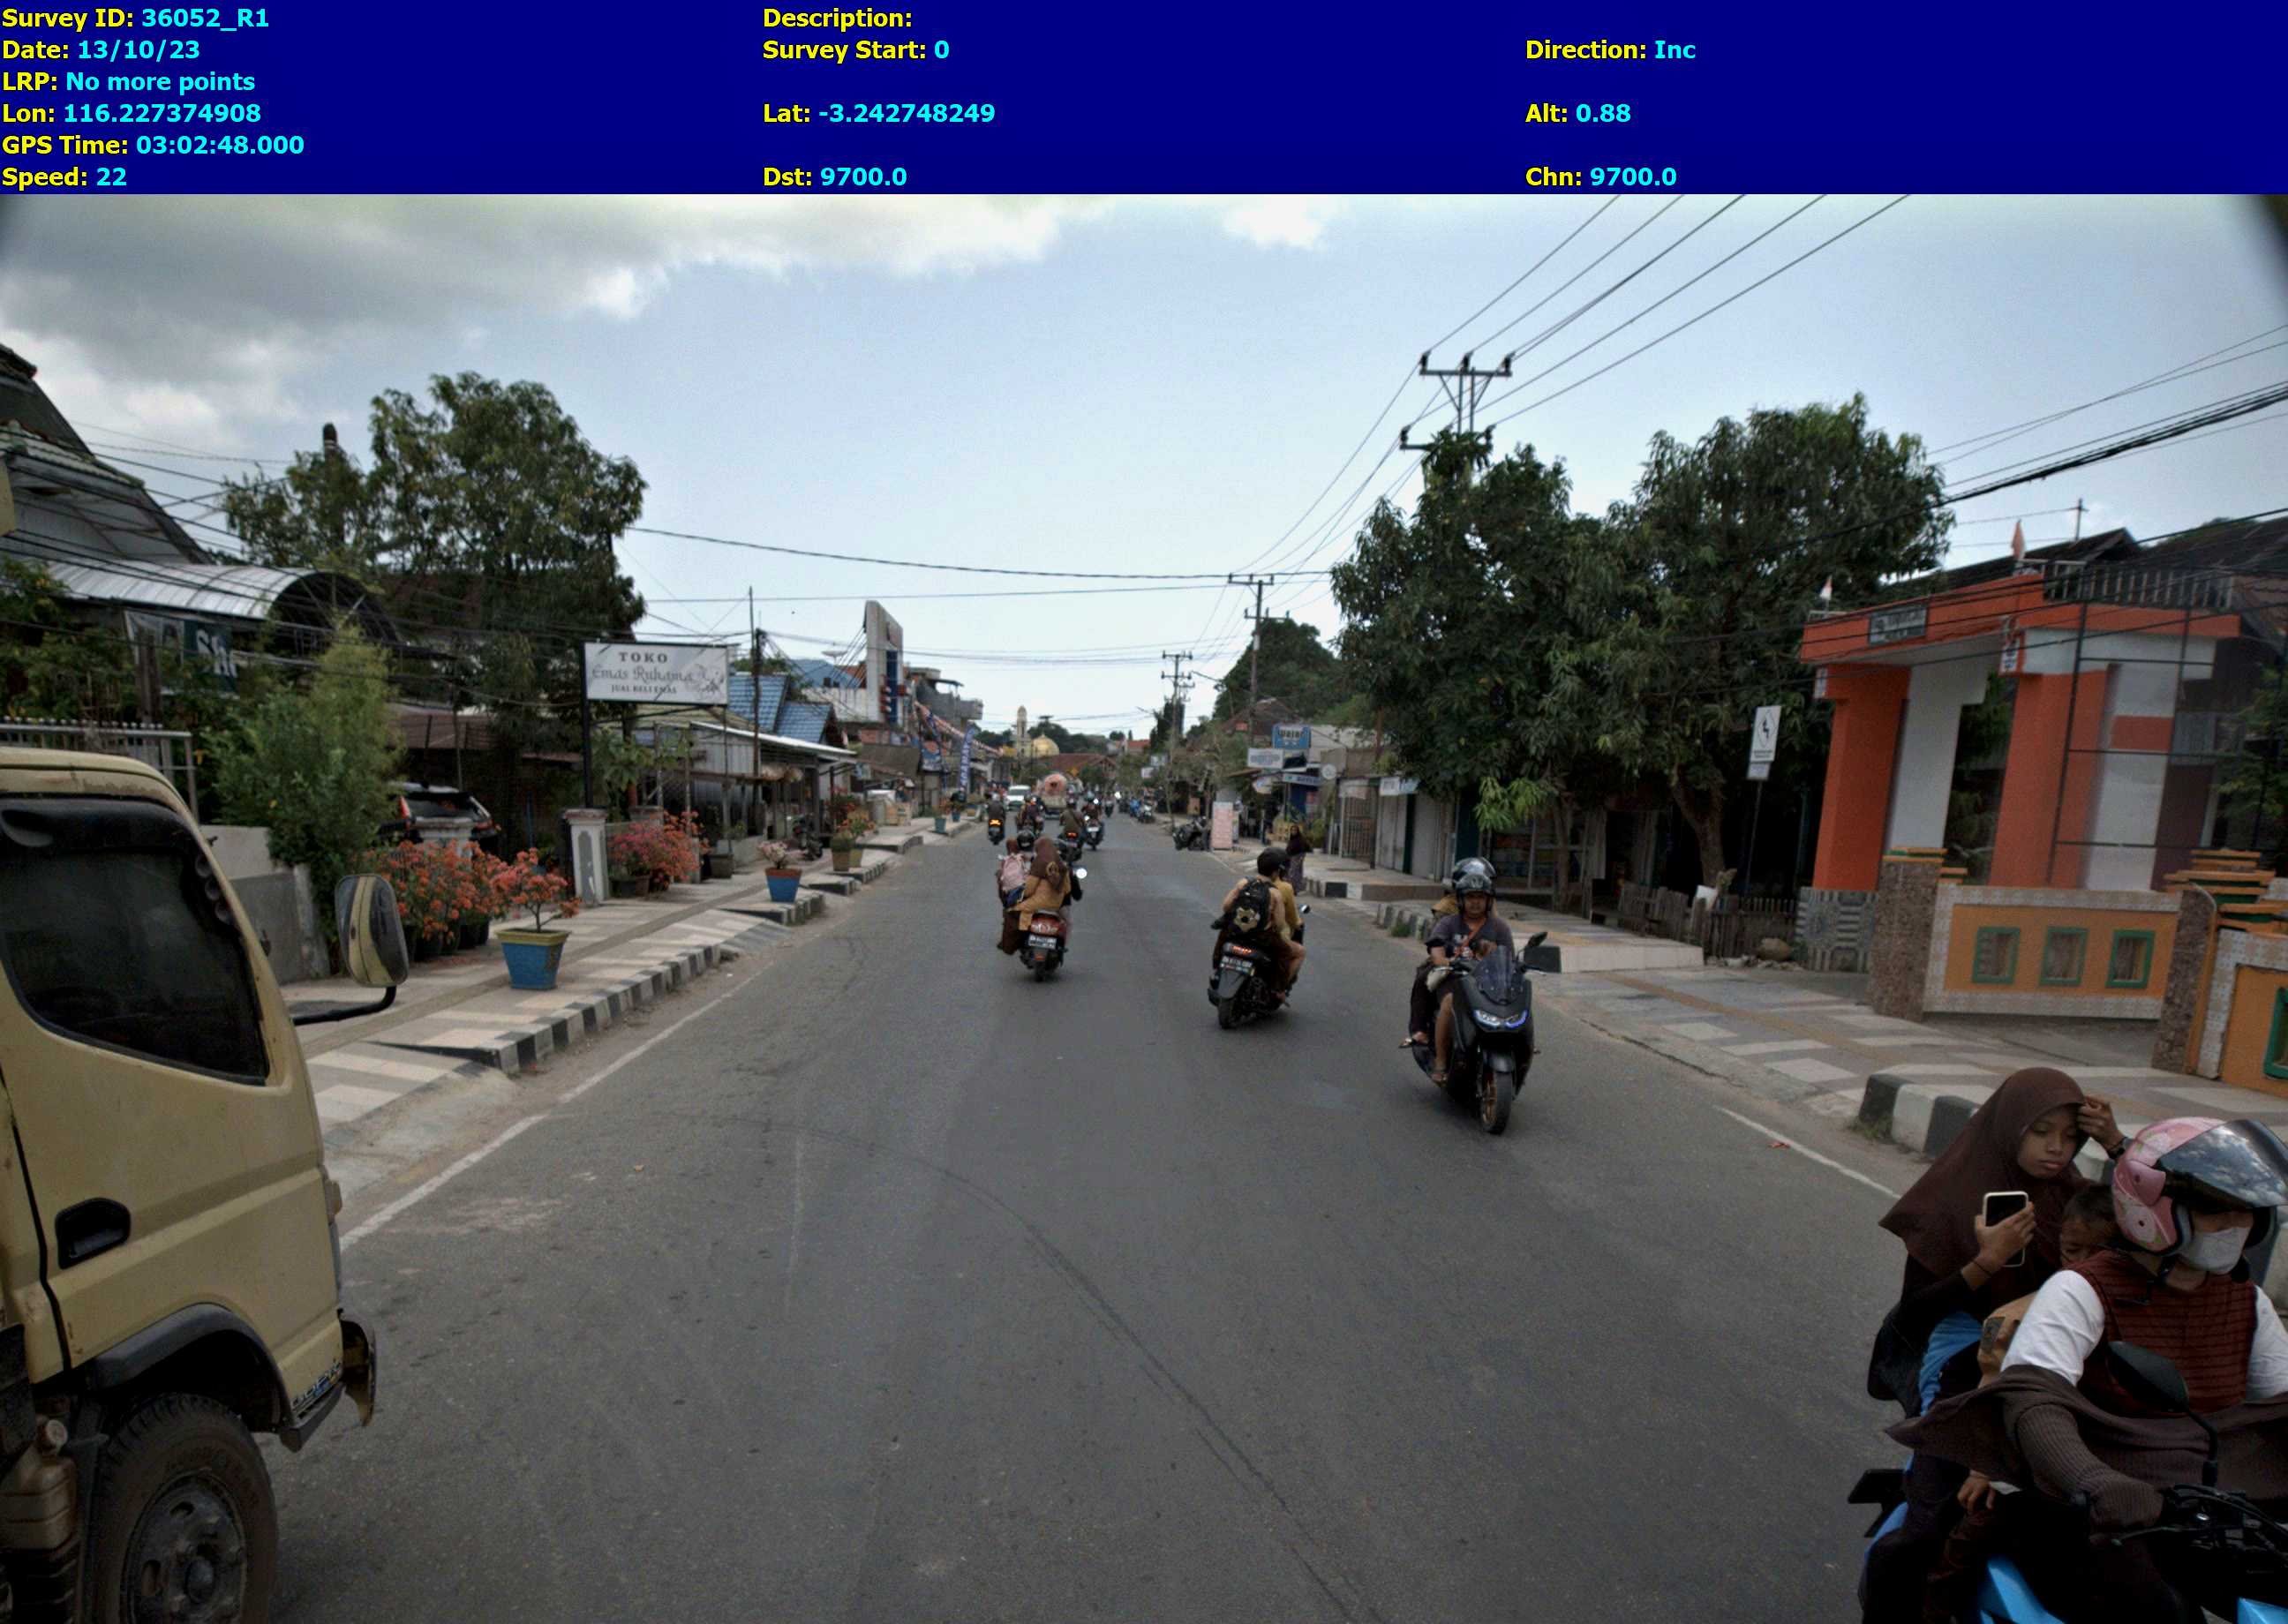 Survey ID: 36052_R1
Description:
Date: 13/10/23
Survey Start: 0
Direction: Inc
LRP: No more points
Lon: 116.227374908
Lat: -3.242748249
Alt: 0.88
GPS Time: 03:02:48.000
Speed: 22
Dst: 9700.0
Chn: 9700.0
TOKO
Emas Ruhama
JUAL BELI EMAS